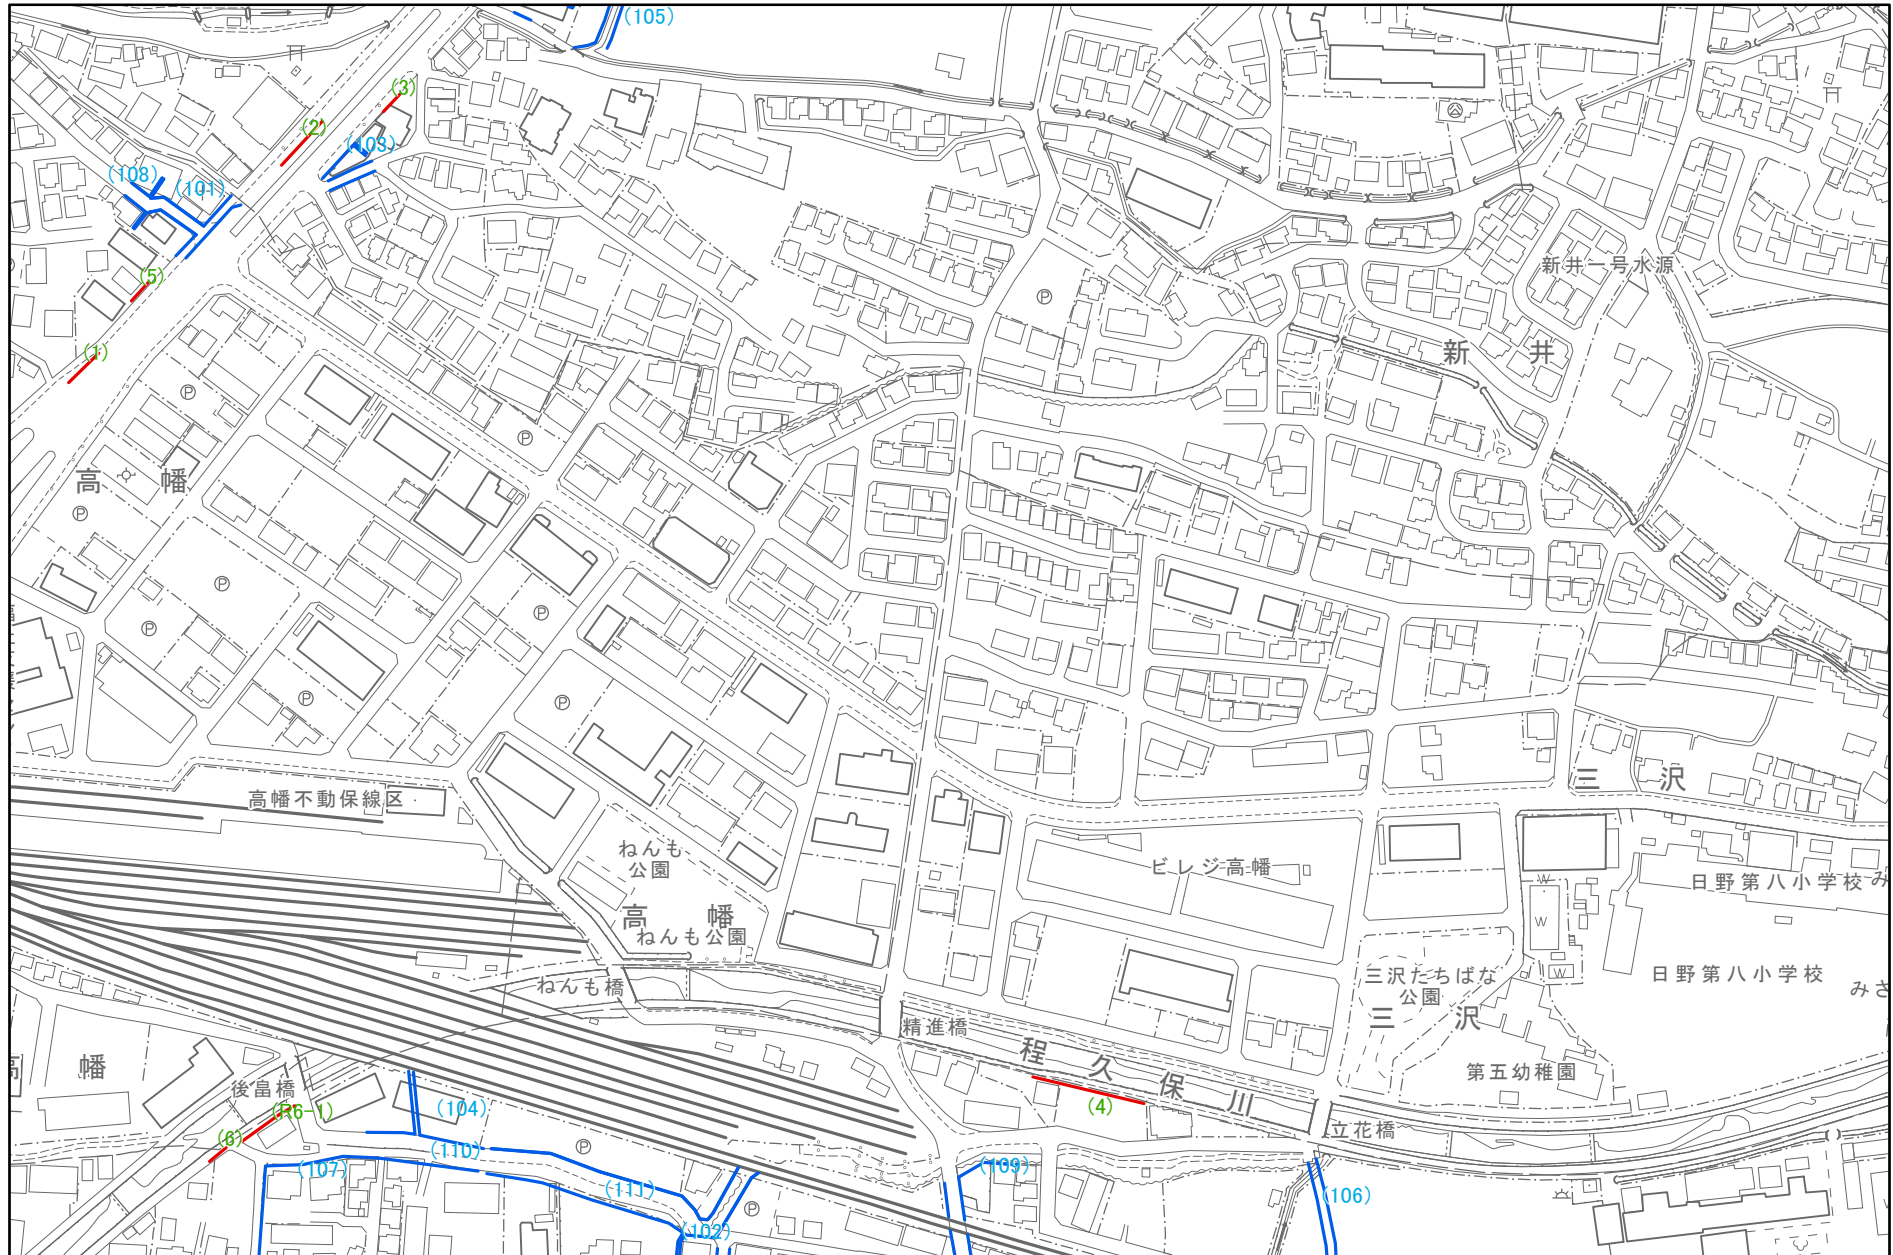 (105)
(3)
(2)
(103)
(108)
(101)
(5)
(1)
新井一号水源
新井
高幡
高幡不動保線区
三沢
ねんも
公園
ビレジ高幡
日野第八小学校
み
高幡
ねんも公園
三沢たちばな
公園
日野第八小学校
みさ
ねんも橋
精進橋
三沢
程久保川
第五幼稚園
高幡
後畠橋
(R6-1)
(104)
(4)
(6)
立花橋
(110)
(107)
(109)
(111)
(106)
(102)
P
P
P
P
P
P
P
P
P
P
P
W
W
W